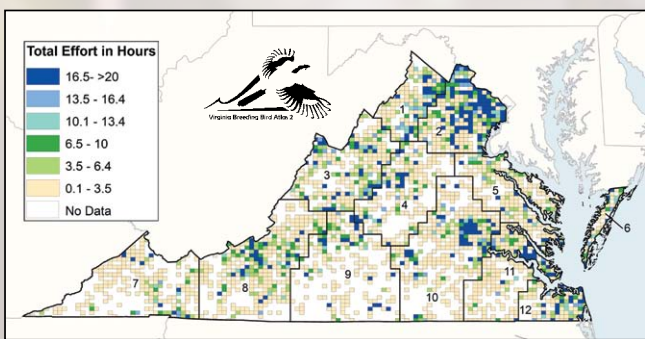 Total Effort in Hours
16.5- >20
13.5 - 16.4
10.1 - 13.4
6.5 - 10
3.5 - 6.4
0.1 - 3.5
No Data
Virginia Breeding Bird Atlas 2
1
2
3
4
5
6
7
8
9
10
11
12